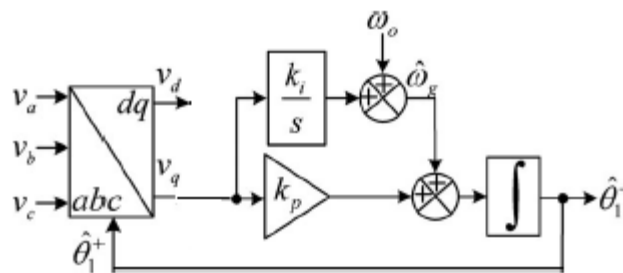 ω_o
v_a
v_b
v_c
dq
abc
v_d
v_q
k_i
s
+
+
ω̂_g
k_p
+
+
∫
θ̂_1^+
θ̂_1